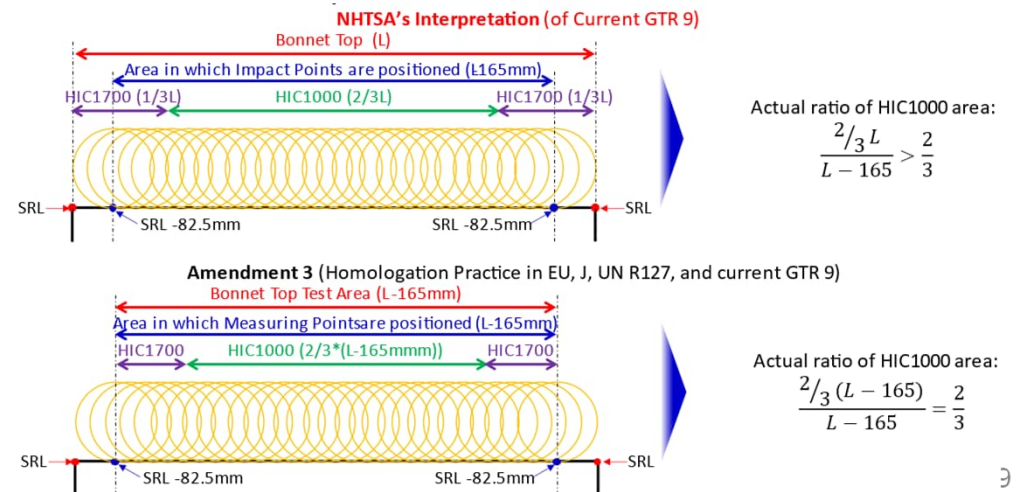 NHTSA's Interpretation (of Current GTR 9)
Bonnet Top (L)
Area in which Impact Points are positioned (L165mm)
HIC1700 (1/3L)
HIC1000 (2/3L)
HIC1700 (1/3L)
SRL
SRL -82.5mm
SRL -82.5mm
SRL
Actual ratio of HIC1000 area:
2/3 L / L − 165 > 2/3
Amendment 3 (Homologation Practice in EU, J, UN R127, and current GTR 9)
Bonnet Top Test Area (L-165mm)
Area in which Measuring Pointsare positioned (L-165mm)
HIC1700
HIC1000 (2/3*(L-165mmm))
HIC1700
SRL
SRL -82.5mm
SRL -82.5mm
SRL
Actual ratio of HIC1000 area:
2/3 (L − 165) / L − 165 = 2/3
9